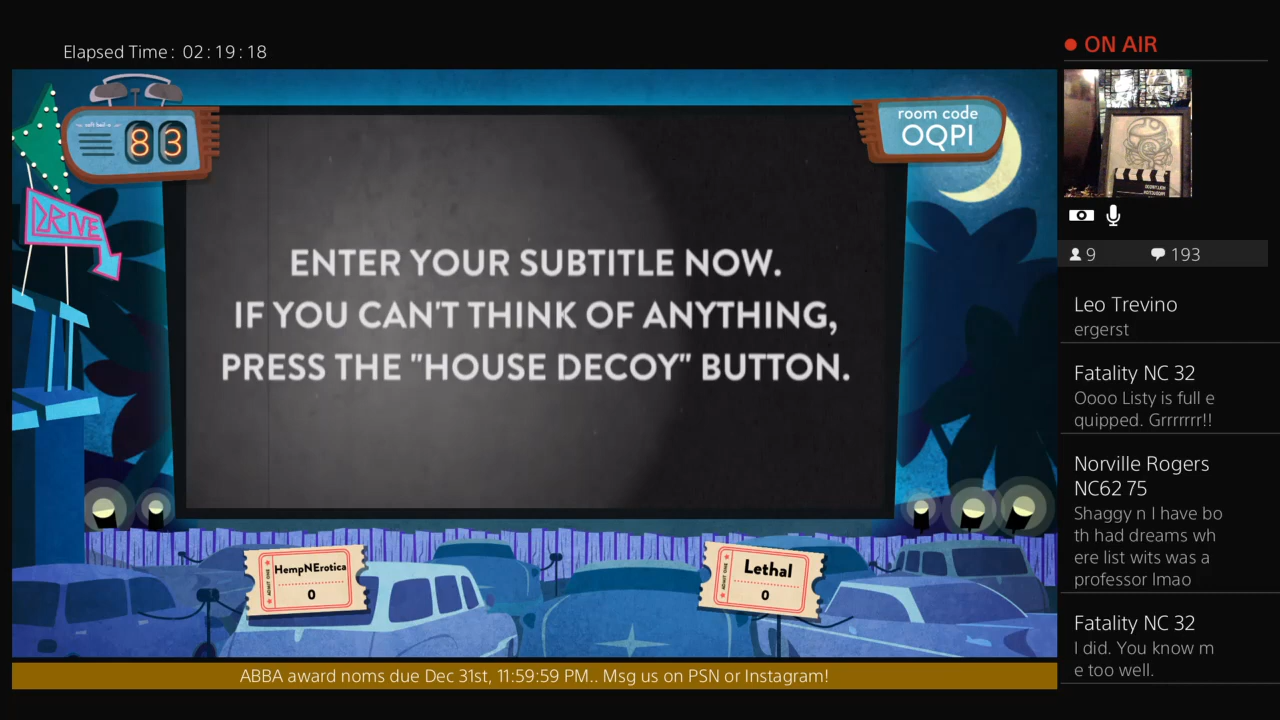 Elapsed Time: 02:19:18
ON AIR
83
room code
OQPI
DRIVE
ENTER YOUR SUBTITLE NOW.
IF YOU CAN'T THINK OF ANYTHING,
PRESS THE "HOUSE DECOY" BUTTON.
9
193
Leo Trevino
ergerst
Fatality NC 32
Oooo Listy is full e
quipped. Grrrrrrr!!
Norville Rogers
NC62 75
Shaggy n I have bo
th had dreams wh
ere list wits was a
professor lmao
Fatality NC 32
I did. You know m
e too well.
ADMIT ONE
HempNErotica
0
ADMIT ONE
Lethal
0
ABBA award noms due Dec 31st, 11:59:59 PM.. Msg us on PSN or Instagram!